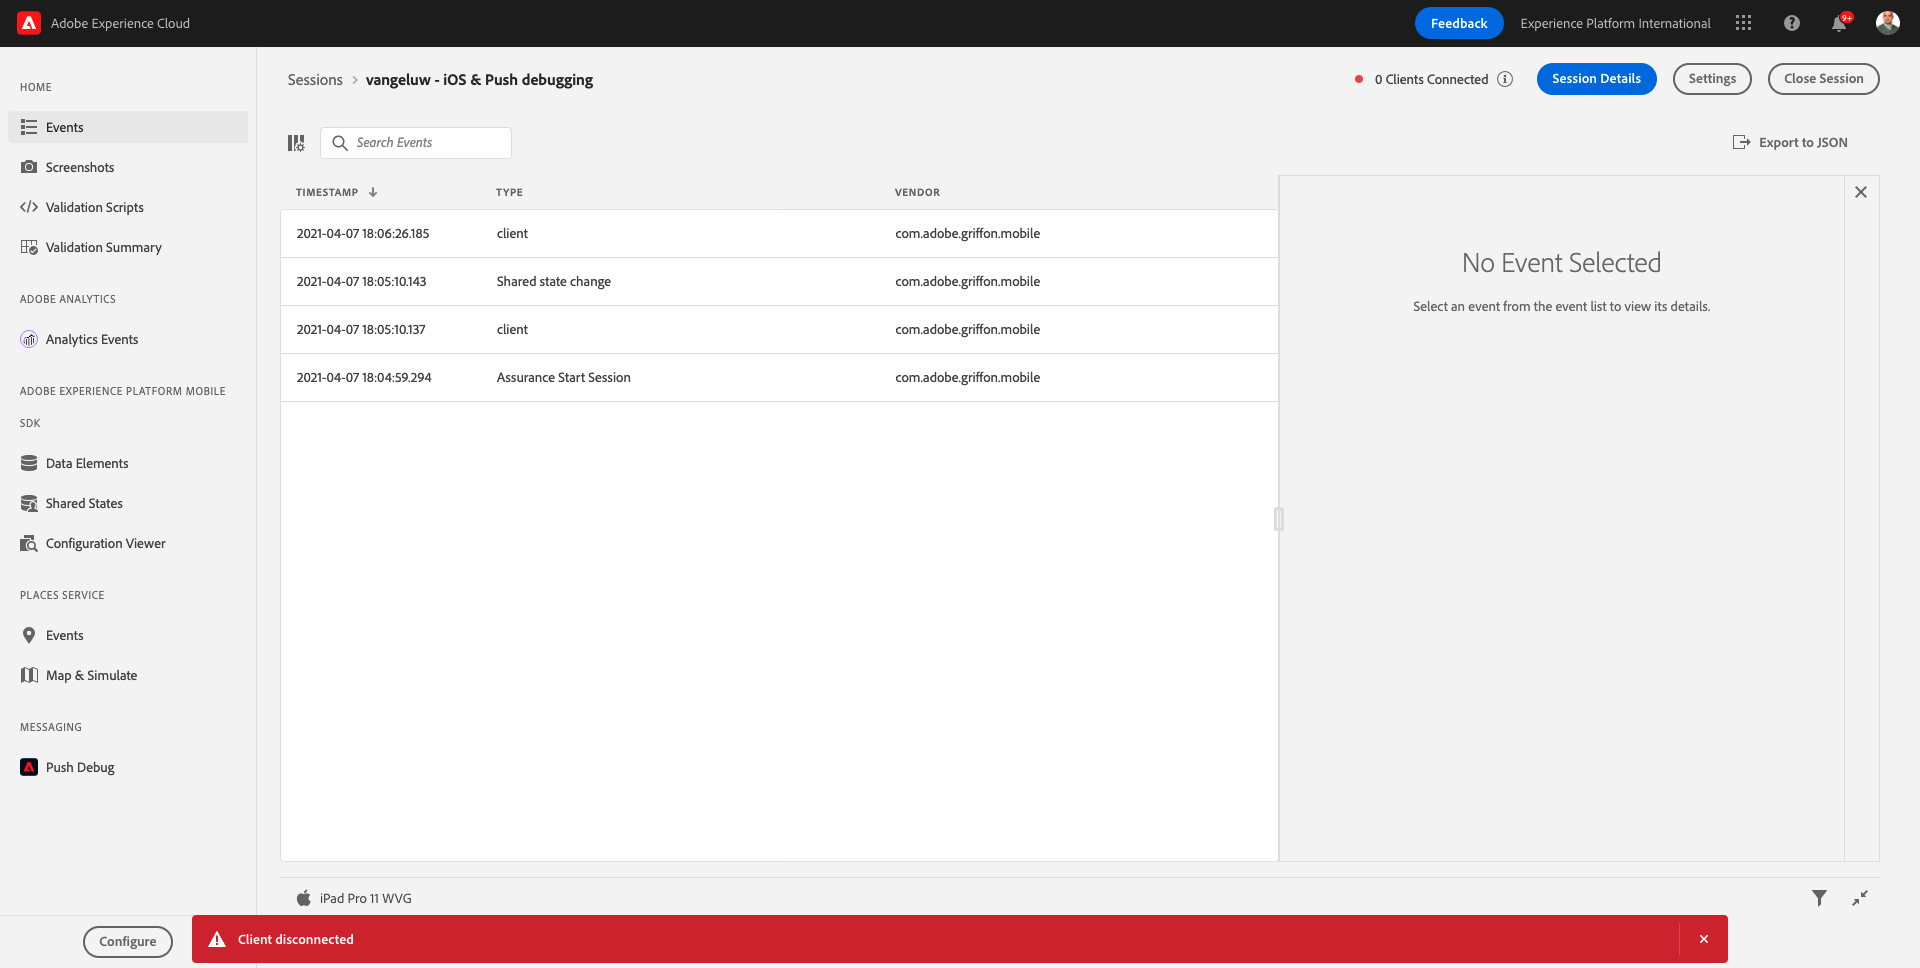 Adobe Experience Cloud
Feedback
Experience Platform International
9+
HOME
Events
Screenshots
Validation Scripts
Validation Summary
ADOBE ANALYTICS
Analytics Events
ADOBE EXPERIENCE PLATFORM MOBILE
SDK
Data Elements
Shared States
Configuration Viewer
PLACES SERVICE
Events
Map & Simulate
MESSAGING
Push Debug
Configure
Sessions > vangeluw - iOS & Push debugging
0 Clients Connected
Session Details
Settings
Close Session
Search Events
Export to JSON
TIMESTAMP TYPE VENDOR
2021-04-07 18:06:26.185 client com.adobe.griffon.mobile
2021-04-07 18:05:10.143 Shared state change com.adobe.griffon.mobile
2021-04-07 18:05:10.137 client com.adobe.griffon.mobile
2021-04-07 18:04:59.294 Assurance Start Session com.adobe.griffon.mobile
No Event Selected
Select an event from the event list to view its details.
iPad Pro 11 WVG
Client disconnected